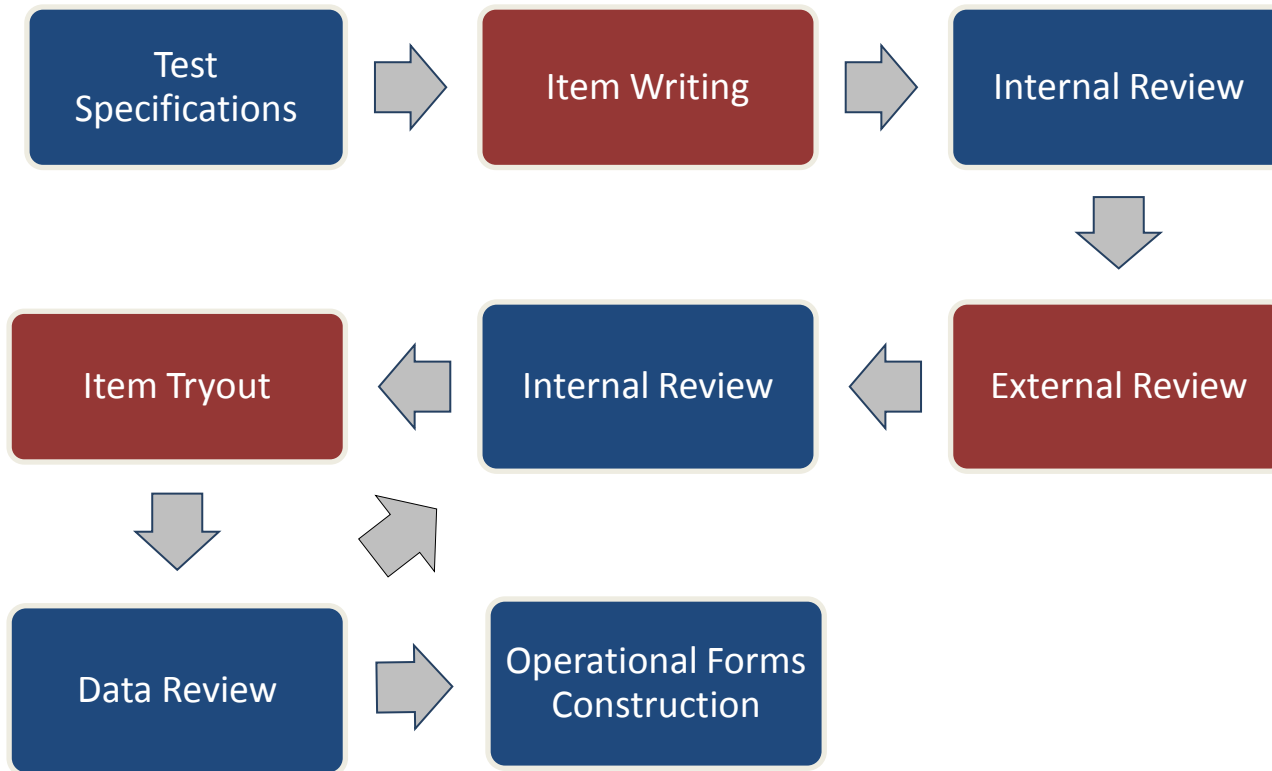 Test
Specifications
Item Writing
Internal Review
Item Tryout
Internal Review
External Review
Data Review
Operational Forms
Construction